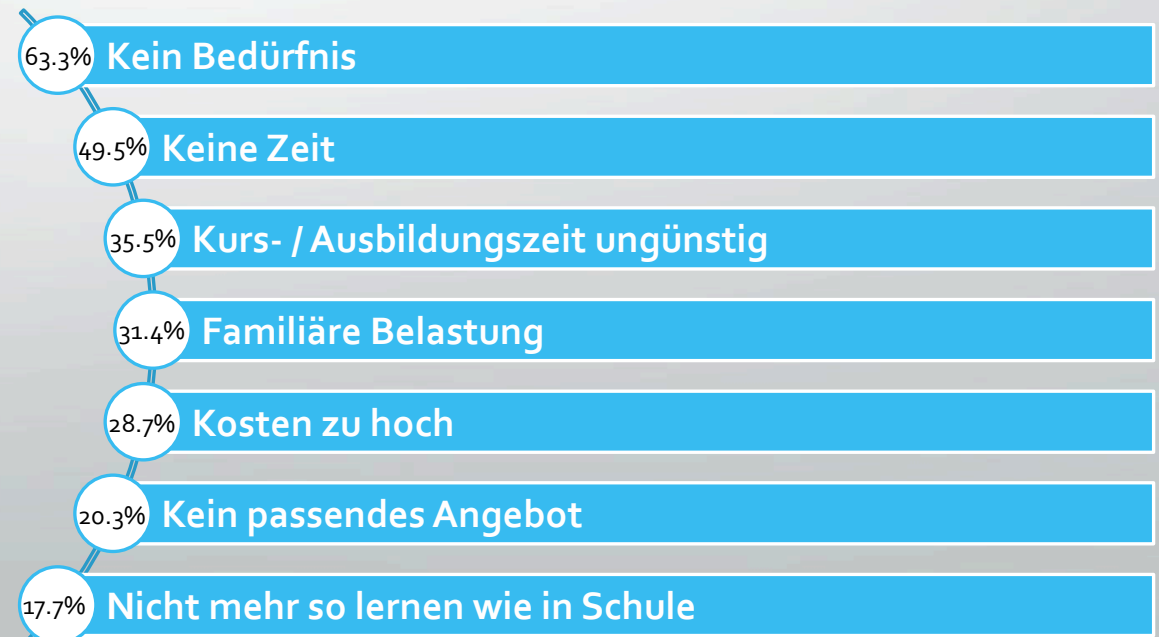 63.3% Kein Bedürfnis
49.5% Keine Zeit
35.5% Kurs- / Ausbildungszeit ungünstig
31.4% Familiäre Belastung
28.7% Kosten zu hoch
20.3% Kein passendes Angebot
17.7% Nicht mehr so lernen wie in Schule